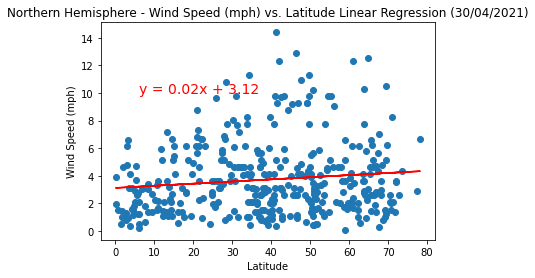 Northern Hemisphere - Wind Speed (mph) vs. Latitude Linear Regression (30/04/2021)
14
12
10
8
6
4
2
0
Wind Speed (mph)
y = 0.02x + 3.12
0 10 20 30 40 50 60 70 80
Latitude